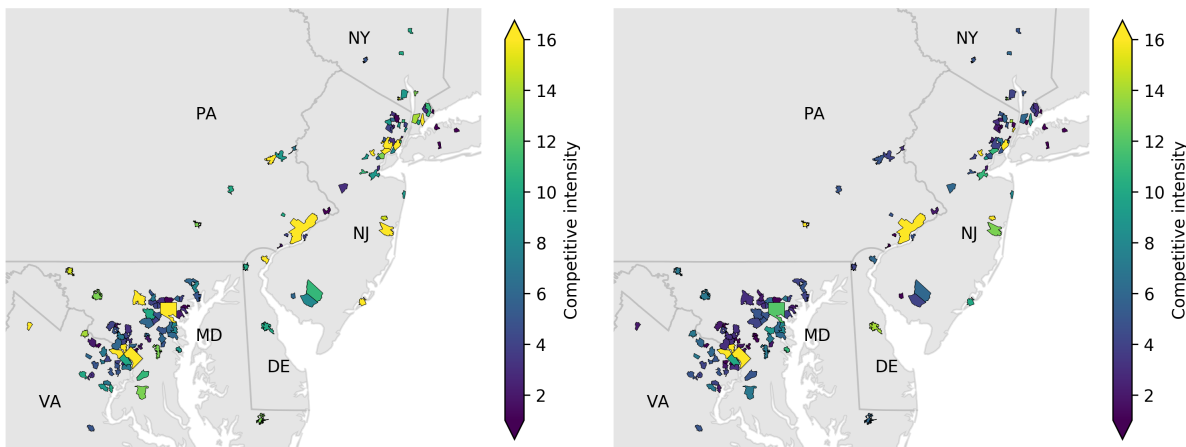 NY
PA
NJ
MD
DE
VA
16
14
12
10
8
6
4
2
Competitive intensity
NY
PA
NJ
MD
DE
VA
16
14
12
10
8
6
4
2
Competitive intensity